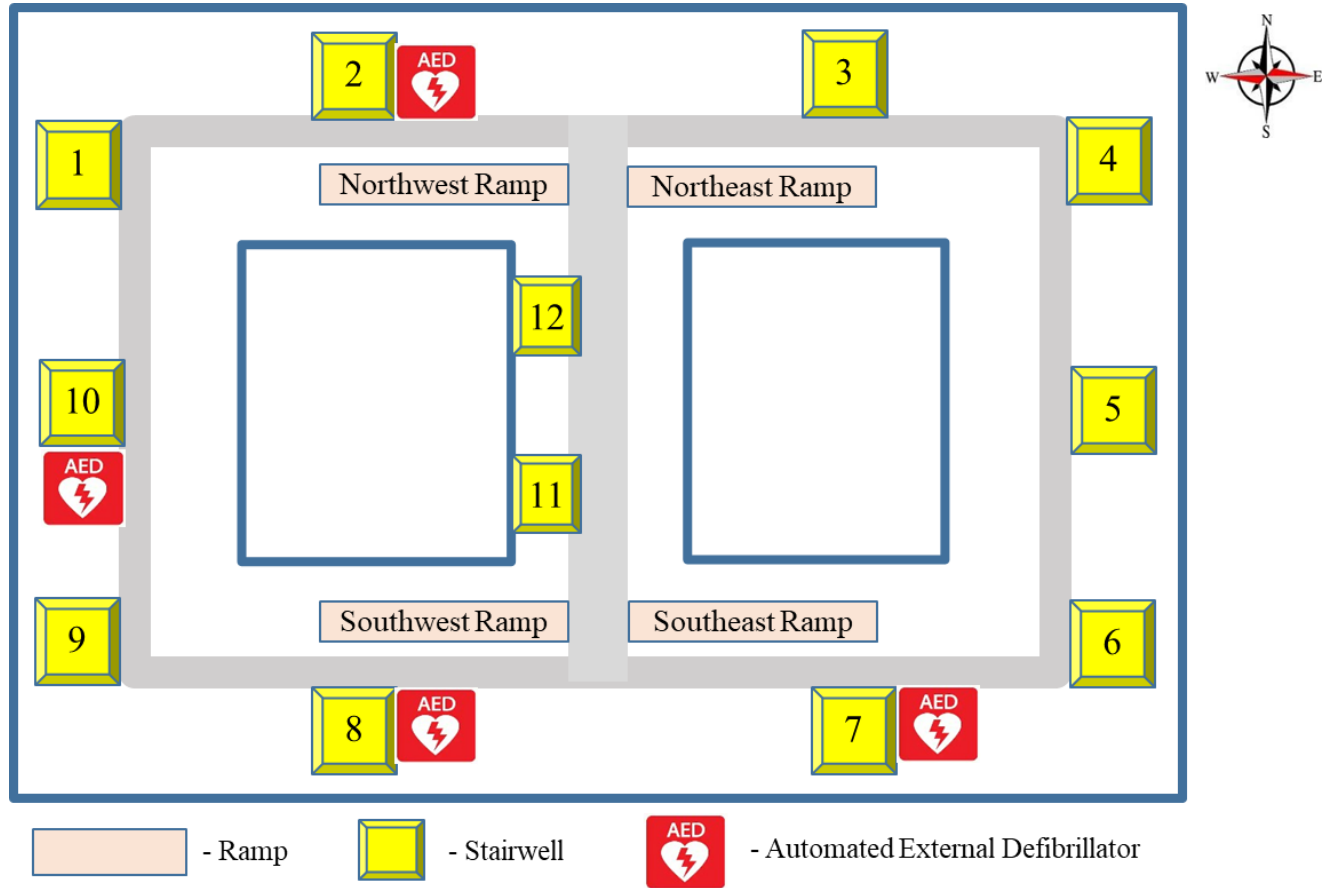 N
W E
S
2 AED
3
1
4
Northwest Ramp
Northeast Ramp
12
10
AED
5
11
9
Southwest Ramp
Southeast Ramp
6
8 AED
7 AED
- Ramp
- Stairwell
AED
- Automated External Defibrillator